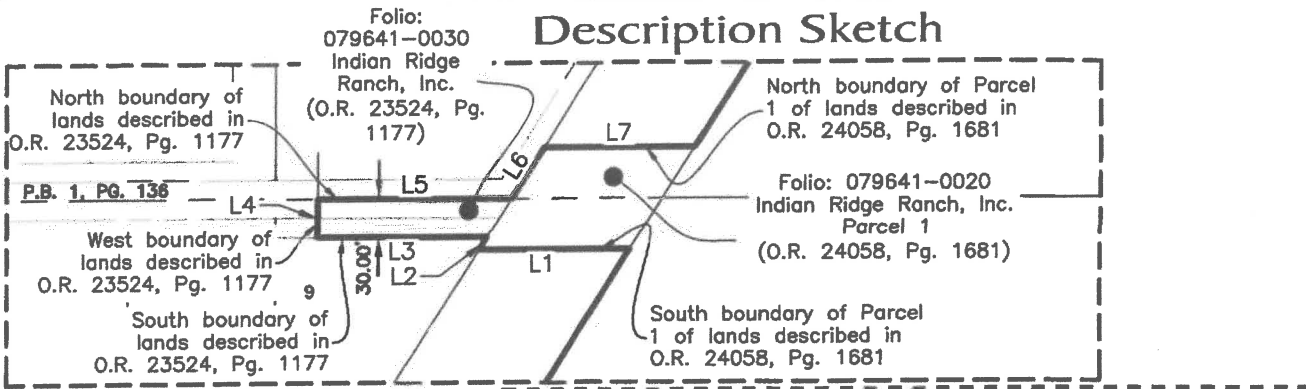 Description Sketch
Folio:
079641-0030
Indian Ridge
Ranch, Inc.
(O.R. 23524, Pg.
1177)
North boundary of
lands described in
O.R. 23524, Pg. 1177
P.B. 1, PG. 136
L4
West boundary of
lands described in
O.R. 23524, Pg. 1177
South boundary of
lands described in
O.R. 23524, Pg. 1177
9
30.00'
L5
L3
L2
L6
L7
L1
North boundary of Parcel
1 of lands described in
O.R. 24058, Pg. 1681
Folio: 079641-0020
Indian Ridge Ranch, Inc.
Parcel 1
(O.R. 24058, Pg. 1681)
South boundary of Parcel
1 of lands described in
O.R. 24058, Pg. 1681